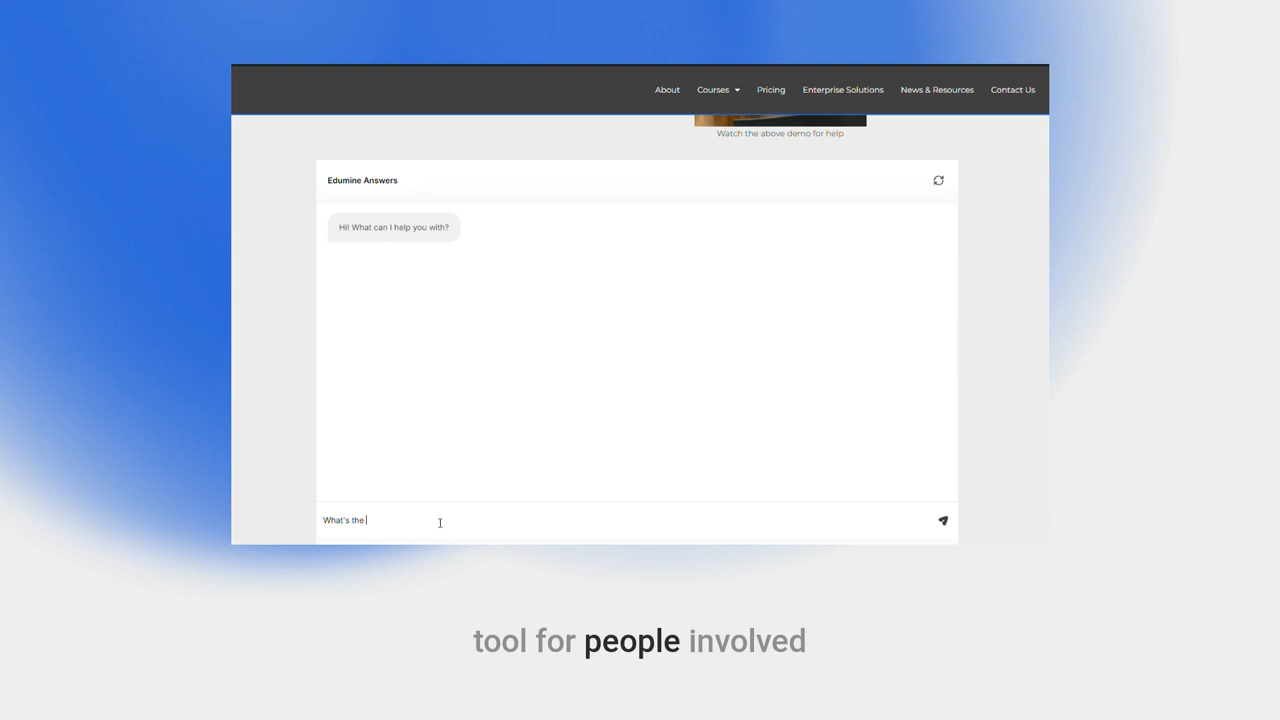 About Courses Pricing Enterprise Solutions News & Resources Contact Us
Watch the above demo for help
Edumine Answers
Hi! What can I help you with?
What's the
tool for people involved